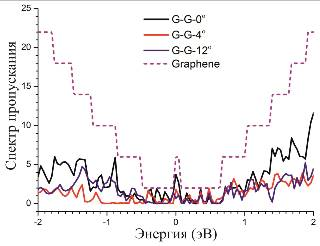 25
20
15
10
5
0
Спектр пропускания
G-G-0°
G-G-4°
G-G-12°
Graphene
-2 -1 0 1 2
Энергия (эВ)